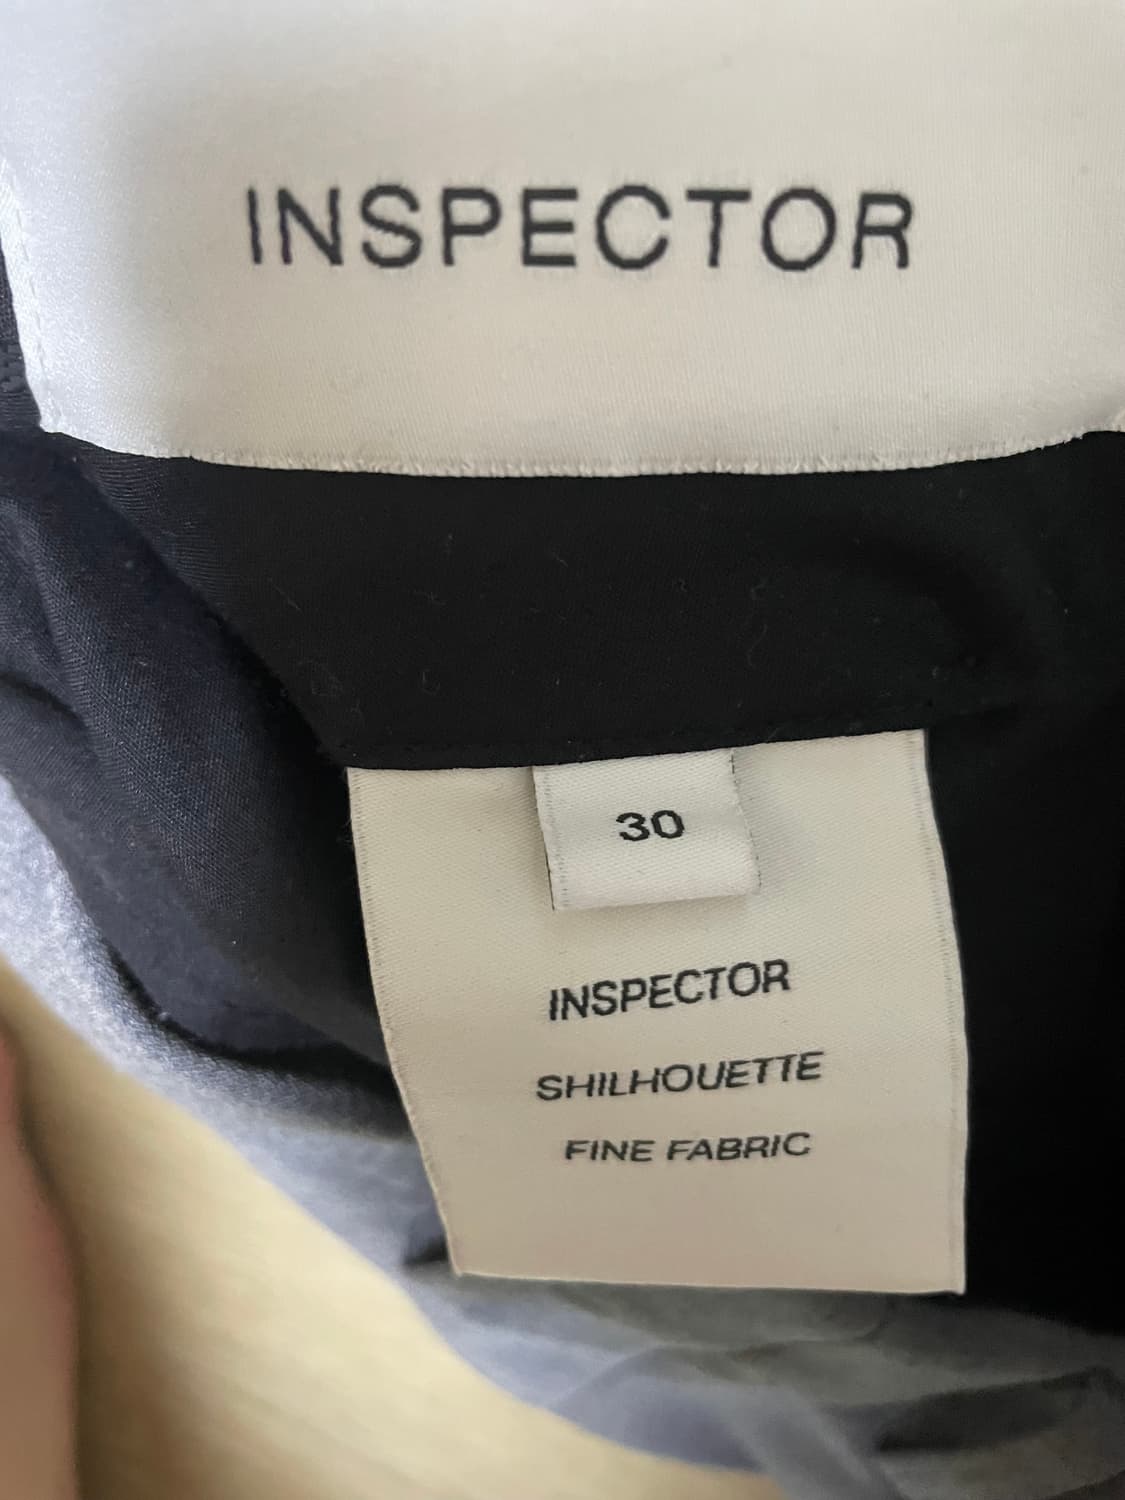 INSPECTOR
30
INSPECTOR
SHILHOUETTE
FINE FABRIC